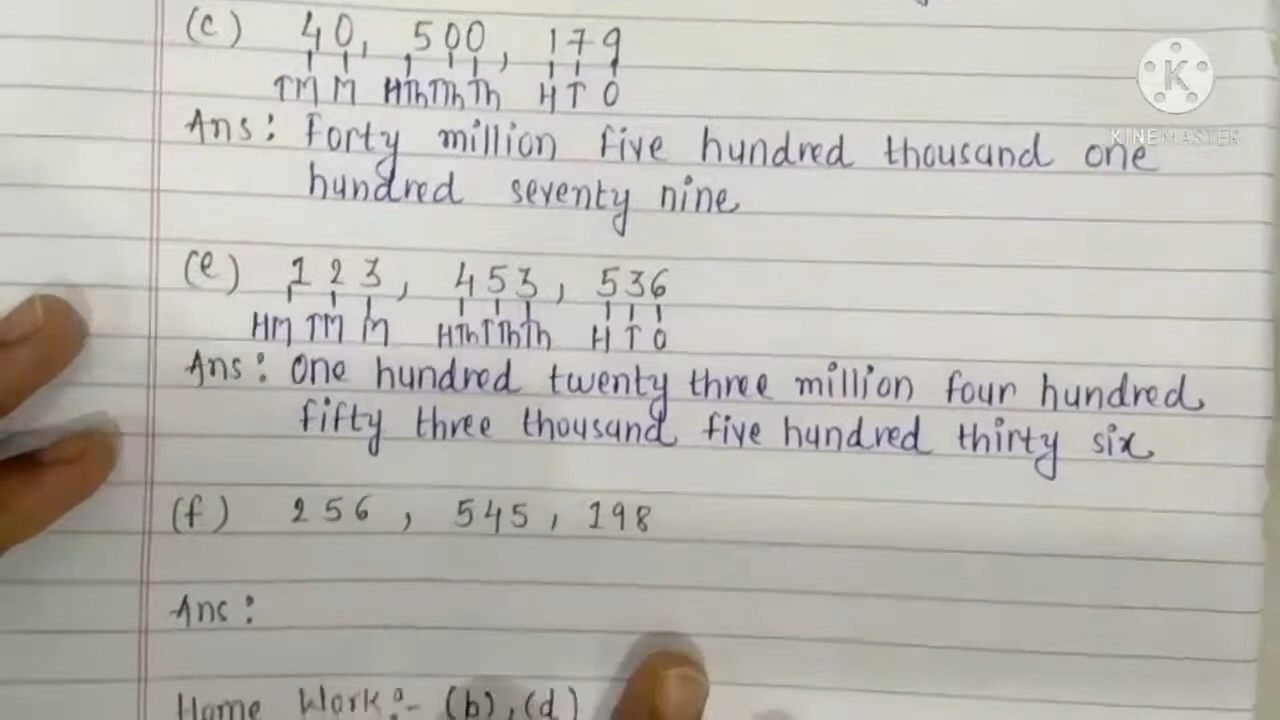 (c) 40, 500, 179
TM M HTh TTh Th H T O
Ans: Forty million five hundred thousand one
hundred seventy nine
(e) 123, 453, 536
HM TM M HTh TTh Th H T O
Ans: One hundred twenty three million four hundred
fifty three thousand five hundred thirty six
(f) 256, 545, 198
Ans:
Home Work:- (b), (d)
K
KINEMASTER